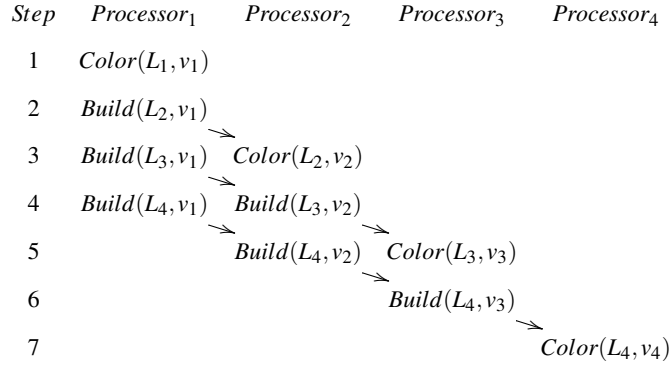 Step Processor₁ Processor₂ Processor₃ Processor₄
1 Color(L₁,v₁)
2 Build(L₂,v₁)
3 Build(L₃,v₁) Color(L₂,v₂)
4 Build(L₄,v₁) Build(L₃,v₂)
5 Build(L₄,v₂) Color(L₃,v₃)
6 Build(L₄,v₃)
7 Color(L₄,v₄)